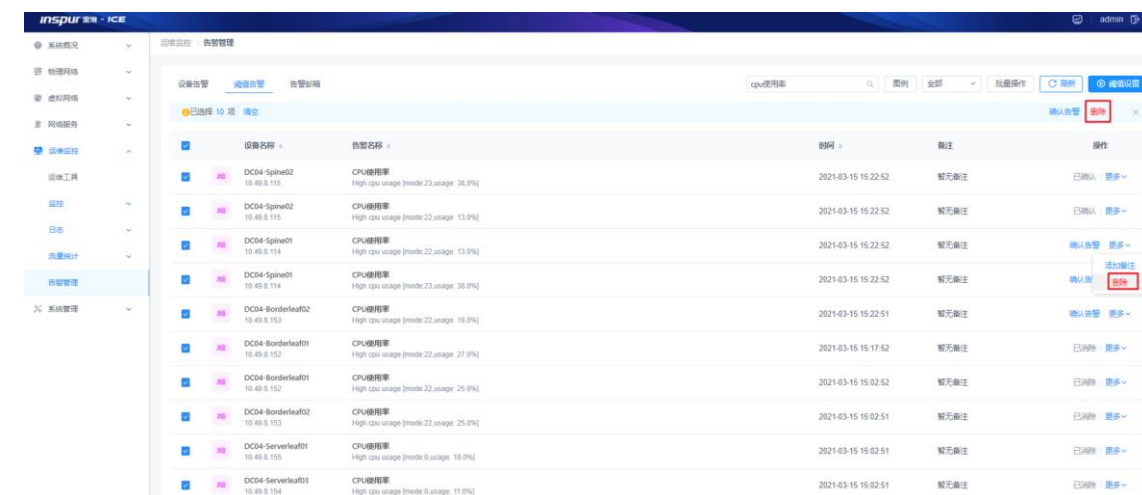 inspur 浪潮 - ICE
admin
系统概况
物理网络
虚拟网络
网络服务
运维监控
运维工具
监控
日志
流量统计
告警管理
系统管理
运维监控 / 告警管理
设备告警 阈值告警 告警邮箱
cpu使用率 图例 全部 批量操作 刷新 阈值设置
已选择 10 项 清空 确认告警 删除
设备名称 告警名称 时间 备注 操作
DC04-Spine02 CPU使用率 2021-03-15 15:22:52 暂无备注 已确认 更多
10.49.8.115 High cpu usage [mode:23,usage: 38.0%]
DC04-Spine02 CPU使用率 2021-03-15 15:22:52 暂无备注 已确认 更多
10.49.8.115 High cpu usage [mode:22,usage: 13.0%]
DC04-Spine01 CPU使用率 2021-03-15 15:22:52 暂无备注 确认告警 更多
10.49.8.114 High cpu usage [mode:22,usage: 13.0%]
添加备注
DC04-Spine01 CPU使用率 2021-03-15 15:22:52 暂无备注 确认告 删除
10.49.8.114 High cpu usage [mode:23,usage: 38.0%]
DC04-Borderleaf02 CPU使用率 2021-03-15 15:22:51 暂无备注 确认告警 更多
10.49.8.153 High cpu usage [mode:22,usage: 16.0%]
DC04-Borderleaf01 CPU使用率 2021-03-15 15:17:52 暂无备注 已消除 更多
10.49.8.152 High cpu usage [mode:22,usage: 27.0%]
DC04-Borderleaf01 CPU使用率 2021-03-15 15:02:52 暂无备注 已消除 更多
10.49.8.152 High cpu usage [mode:22,usage: 25.0%]
DC04-Borderleaf02 CPU使用率 2021-03-15 15:02:51 暂无备注 已消除 更多
10.49.8.153 High cpu usage [mode:22,usage: 25.0%]
DC04-Serverleaf01 CPU使用率 2021-03-15 15:02:51 暂无备注 已消除 更多
10.49.8.155 High cpu usage [mode:0,usage: 10.0%]
DC04-Serverleaf03 CPU使用率 2021-03-15 15:02:51 暂无备注 已消除 更多
10.49.8.154 High cpu usage [mode:0,usage: 11.0%]